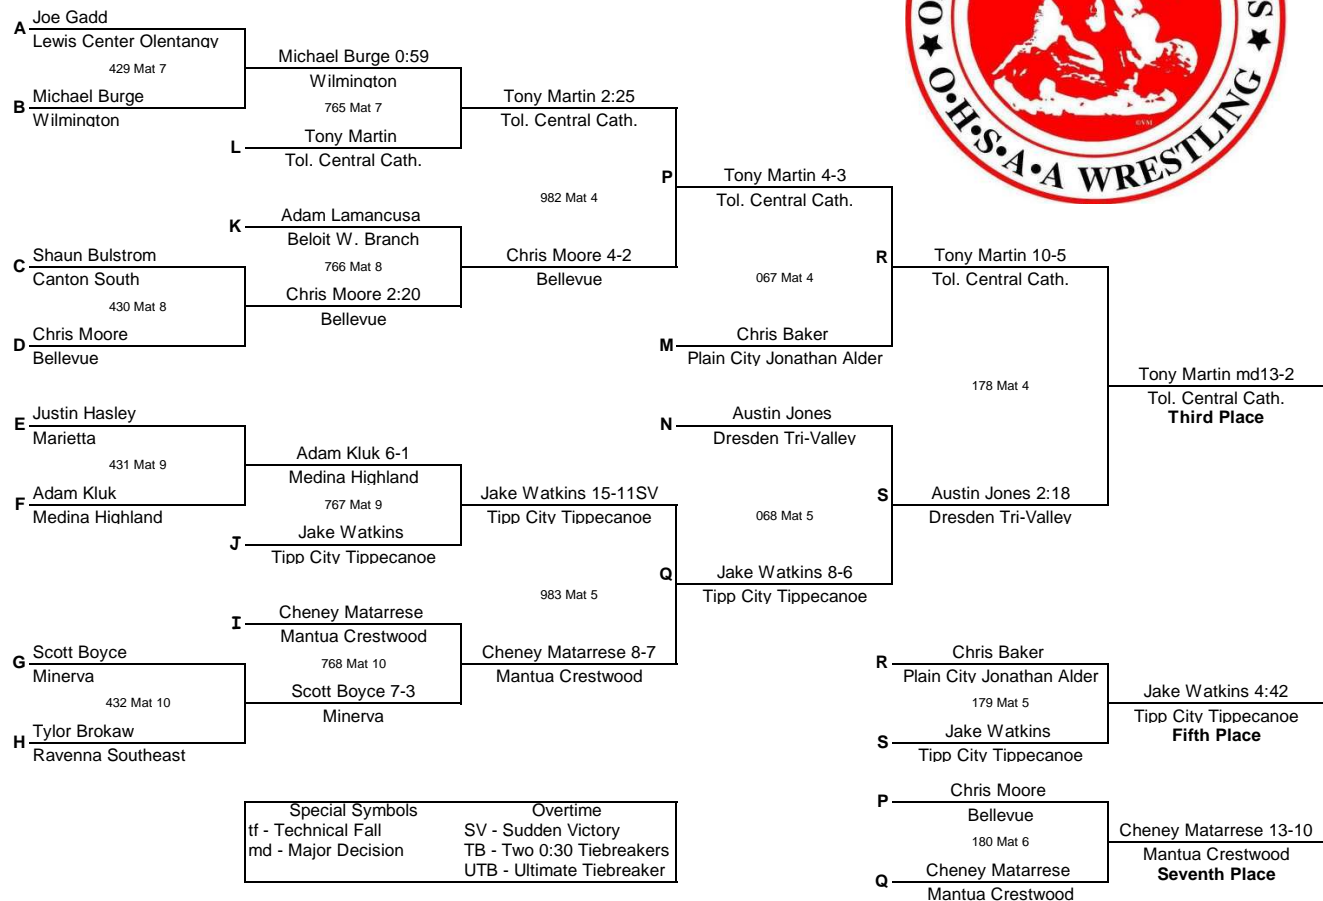 A Joe Gadd
Lewis Center Olentangy
429 Mat 7
B Michael Burge
Wilmington
Michael Burge 0:59
Wilmington
765 Mat 7
L Tony Martin
Tol. Central Cath.
Tony Martin 2:25
Tol. Central Cath.
982 Mat 4
K Adam Lamancusa
Beloit W. Branch
766 Mat 8
C Shaun Bulstrom
Canton South
430 Mat 8
D Chris Moore
Bellevue
Chris Moore 2:20
Bellevue
Chris Moore 4-2
Bellevue
P Tony Martin 4-3
Tol. Central Cath.
067 Mat 4
M Chris Baker
Plain City Jonathan Alder
R Tony Martin 10-5
Tol. Central Cath.
178 Mat 4
Tony Martin md13-2
Tol. Central Cath.
Third Place
E Justin Hasley
Marietta
431 Mat 9
F Adam Kluk
Medina Highland
Adam Kluk 6-1
Medina Highland
767 Mat 9
J Jake Watkins
Tipp City Tippecanoe
Jake Watkins 15-11SV
Tipp City Tippecanoe
983 Mat 5
I Cheney Matarrese
Mantua Crestwood
768 Mat 10
G Scott Boyce
Minerva
432 Mat 10
H Tylor Brokaw
Ravenna Southeast
Scott Boyce 7-3
Minerva
Cheney Matarrese 8-7
Mantua Crestwood
N Austin Jones
Dresden Tri-Valley
068 Mat 5
Q Jake Watkins 8-6
Tipp City Tippecanoe
S Austin Jones 2:18
Dresden Tri-Valley
R Chris Baker
Plain City Jonathan Alder
179 Mat 5
S Jake Watkins
Tipp City Tippecanoe
Jake Watkins 4:42
Tipp City Tippecanoe
Fifth Place
P Chris Moore
Bellevue
180 Mat 6
Q Cheney Matarrese
Mantua Crestwood
Cheney Matarrese 13-10
Mantua Crestwood
Seventh Place
Special Symbols
tf - Technical Fall
md - Major Decision
Overtime
SV - Sudden Victory
TB - Two 0:30 Tiebreakers
UTB - Ultimate Tiebreaker
O•H•S•A•A WRESTLING